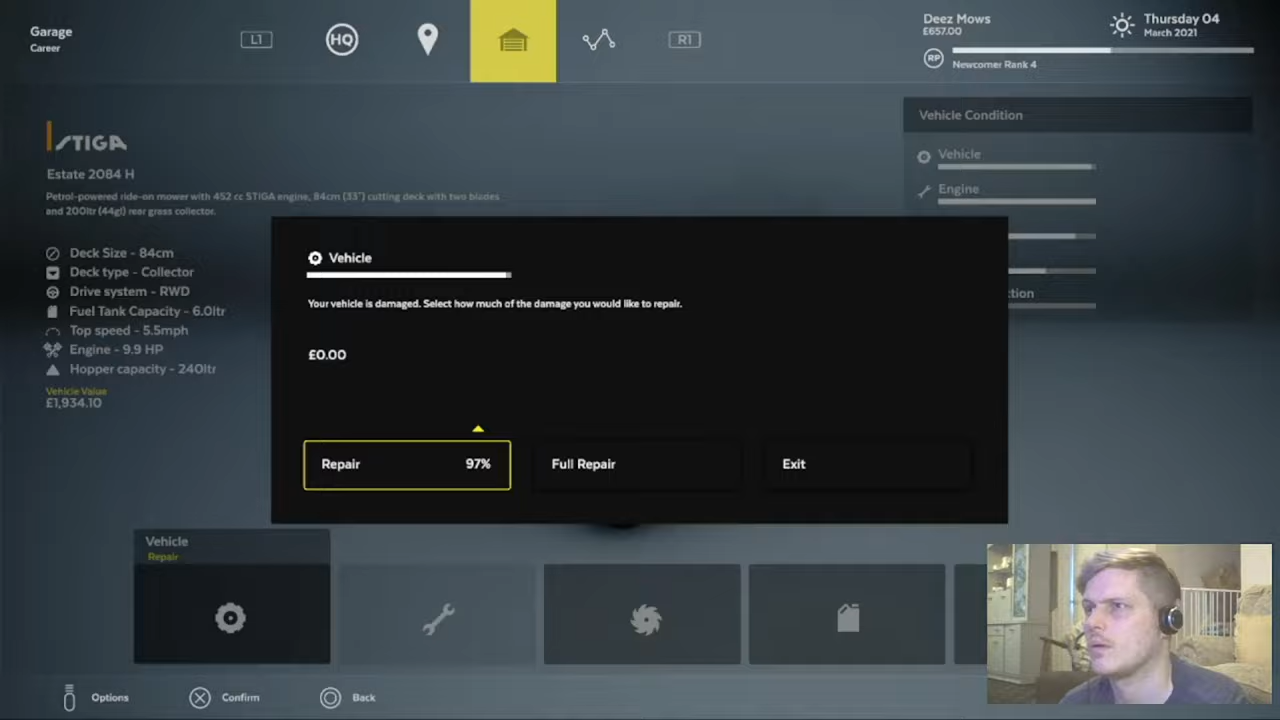 Garage
Career
L1
HQ
R1
Deez Mows
£657.00
RP
Newcomer Rank 4
Thursday 04
March 2021
STIGA
Estate 2084 H
Petrol-powered ride-on mower with 452 cc STIGA engine, 84cm (33") cutting deck with two blades
and 200ltr (44gl) rear grass collector.
Deck Size - 84cm
Deck type - Collector
Drive system - RWD
Fuel Tank Capacity - 6.0ltr
Top speed - 5.5mph
Engine - 9.9 HP
Hopper capacity - 240ltr
Vehicle Value
£1,934.10
Vehicle Condition
Vehicle
Engine
Vehicle
Your vehicle is damaged. Select how much of the damage you would like to repair.
£0.00
Repair 97%
Full Repair
Exit
Vehicle
Repair
Options
Confirm
Back